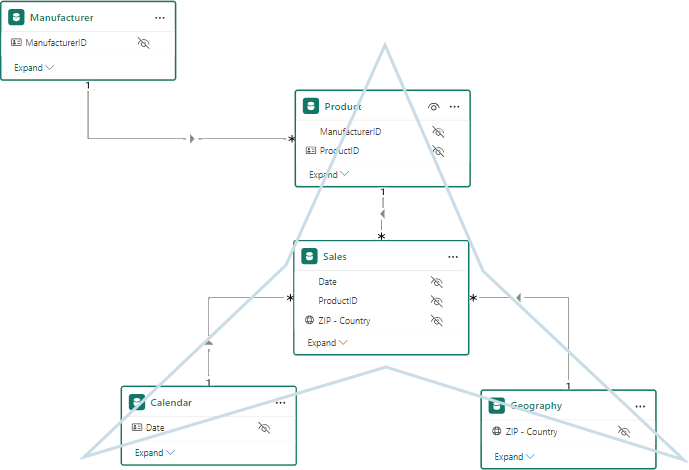 Manufacturer
ManufacturerID
Expand
1
*
Product
ManufacturerID
ProductID
Expand
1
*
Sales
Date
ProductID
ZIP - Country
Expand
*
*
1
1
Calendar
Date
Expand
Geography
ZIP - Country
Expand